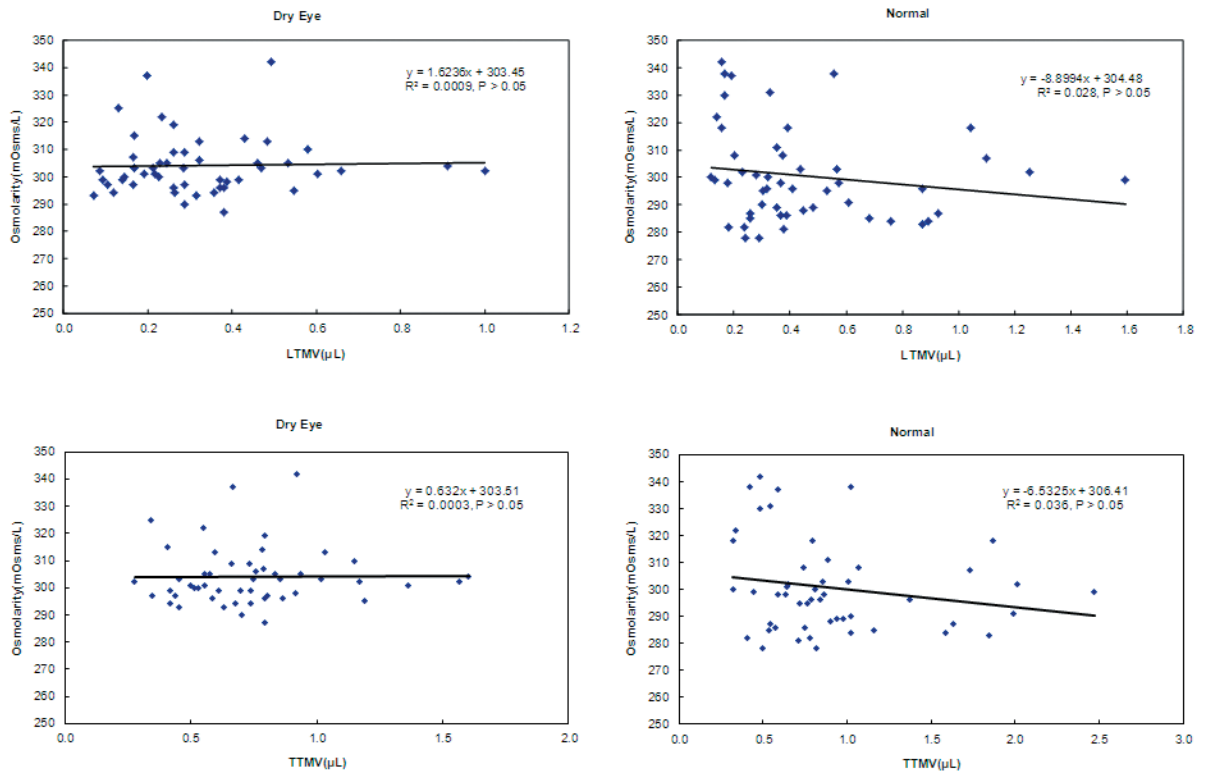 Dry Eye
350
340
330
320
310
300
290
280
270
260
250
Osmolarity(mOsms/L)
y = 1.6236x + 303.45
R² = 0.0009, P > 0.05
0.0 0.2 0.4 0.6 0.8 1.0 1.2
LTMV(µL)
Normal
350
340
330
320
310
300
290
280
270
260
250
Osmolarity(mOsms/L)
y = -8.8994x + 304.48
R² = 0.028, P > 0.05
0.0 0.2 0.4 0.6 0.8 1.0 1.2 1.4 1.6 1.8
LTMV(µL)
Dry Eye
350
340
330
320
310
300
290
280
270
260
250
Osmolarity(mOsms/L)
y = 0.632x + 303.51
R² = 0.0003, P > 0.05
0.0 0.5 1.0 1.5 2.0
TTMV(µL)
Normal
350
340
330
320
310
300
290
280
270
260
250
Osmolarity(mOsms/L)
y = -6.5325x + 306.41
R² = 0.036, P > 0.05
0.0 0.5 1.0 1.5 2.0 2.5 3.0
TTMV(µL)